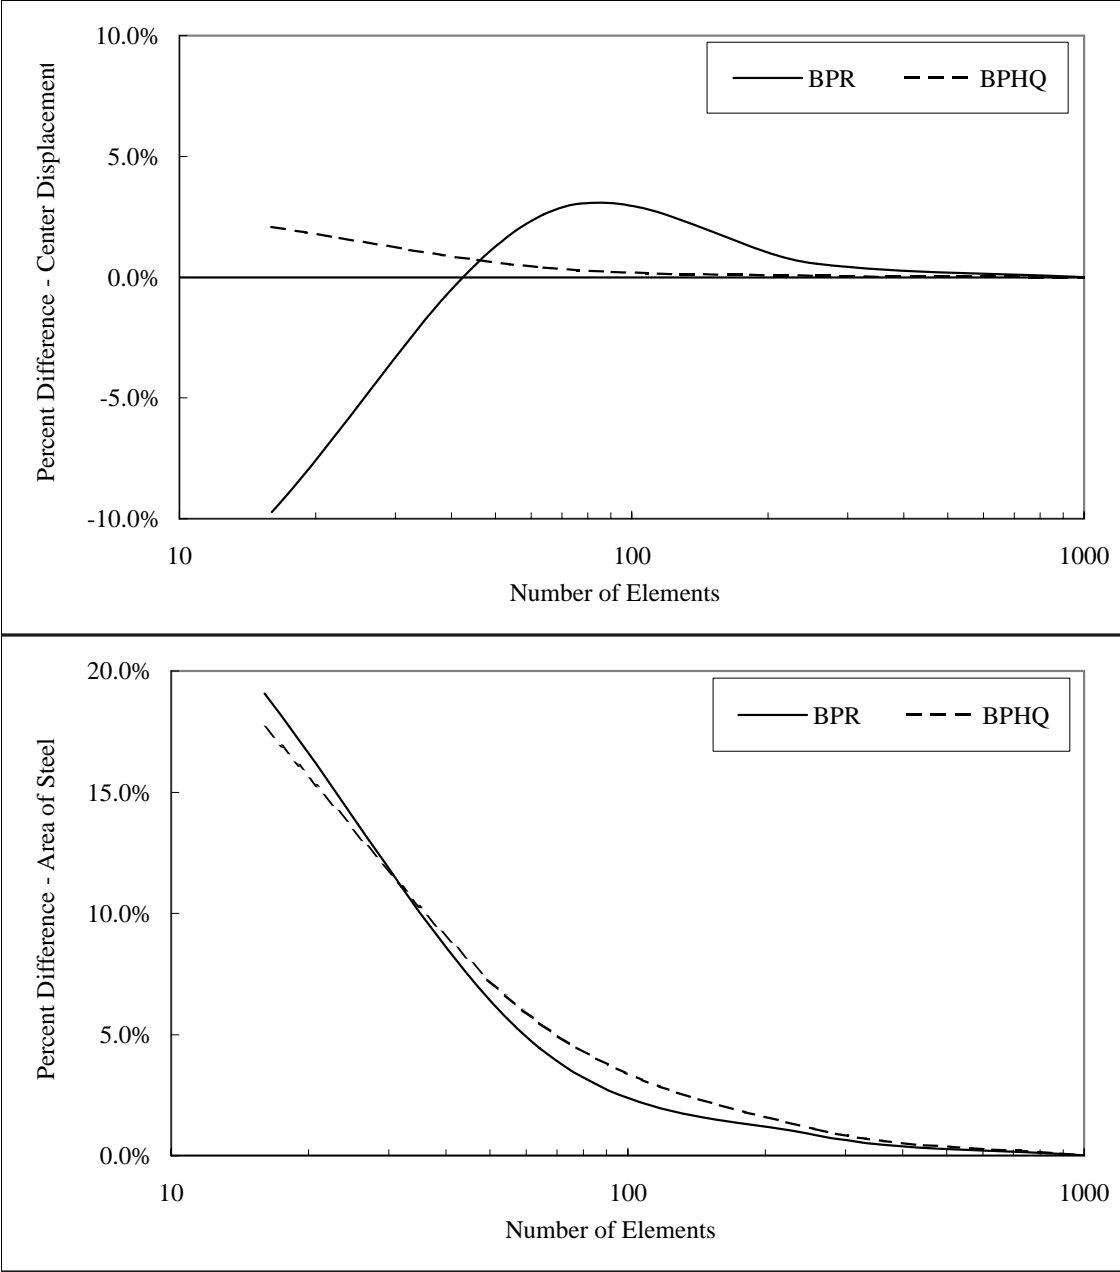 10.0%
BPR
BPHQ
5.0%
0.0%
-5.0%
-10.0%
Percent Difference - Center Displacement
10
100
1000
Number of Elements
20.0%
BPR
BPHQ
15.0%
10.0%
5.0%
0.0%
Percent Difference - Area of Steel
10
100
1000
Number of Elements